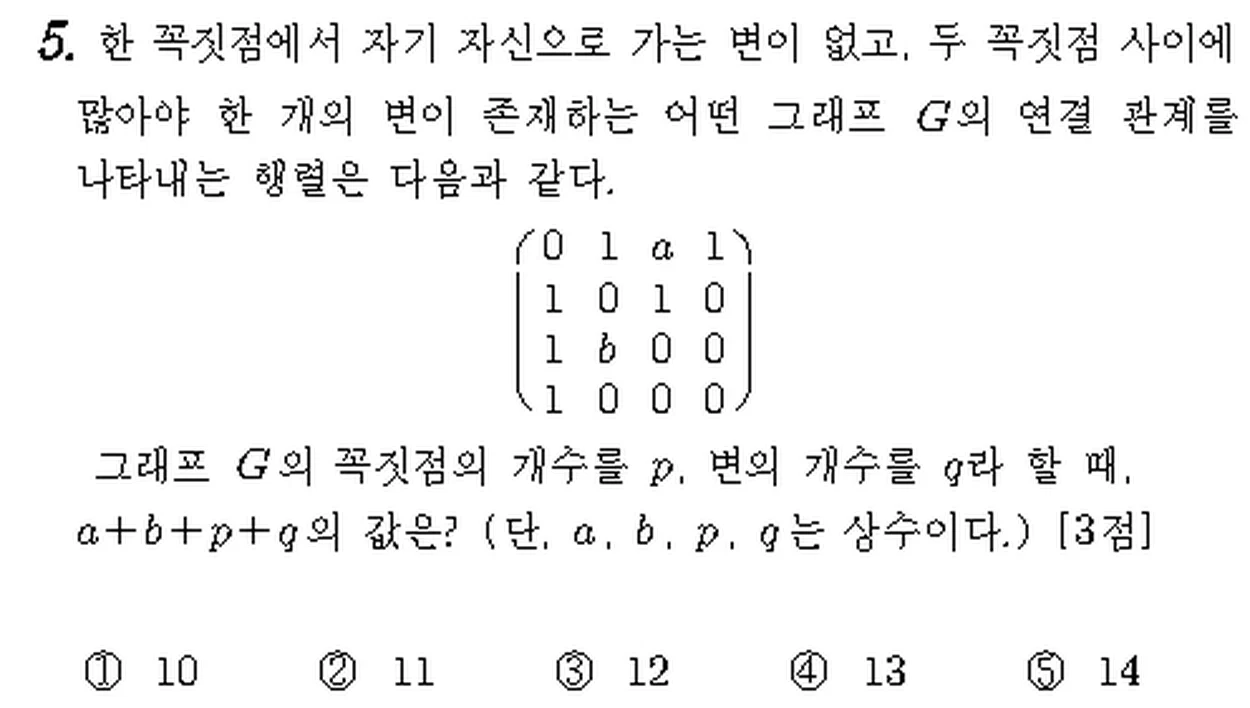 5. 한 꼭짓점에서 자기 자신으로 가는 변이 없고, 두 꼭짓점 사이에
많아야 한 개의 변이 존재하는 어떤 그래프 G의 연결 관계를
나타내는 행렬은 다음과 같다.
0 1 a 1
1 0 1 0
1 b 0 0
1 0 0 0
그래프 G의 꼭짓점의 개수를 p, 변의 개수를 q라 할 때,
a+b+p+q의 값은? (단, a, b, p, q는 상수이다.) [3점]
① 10 ② 11 ③ 12 ④ 13 ⑤ 14